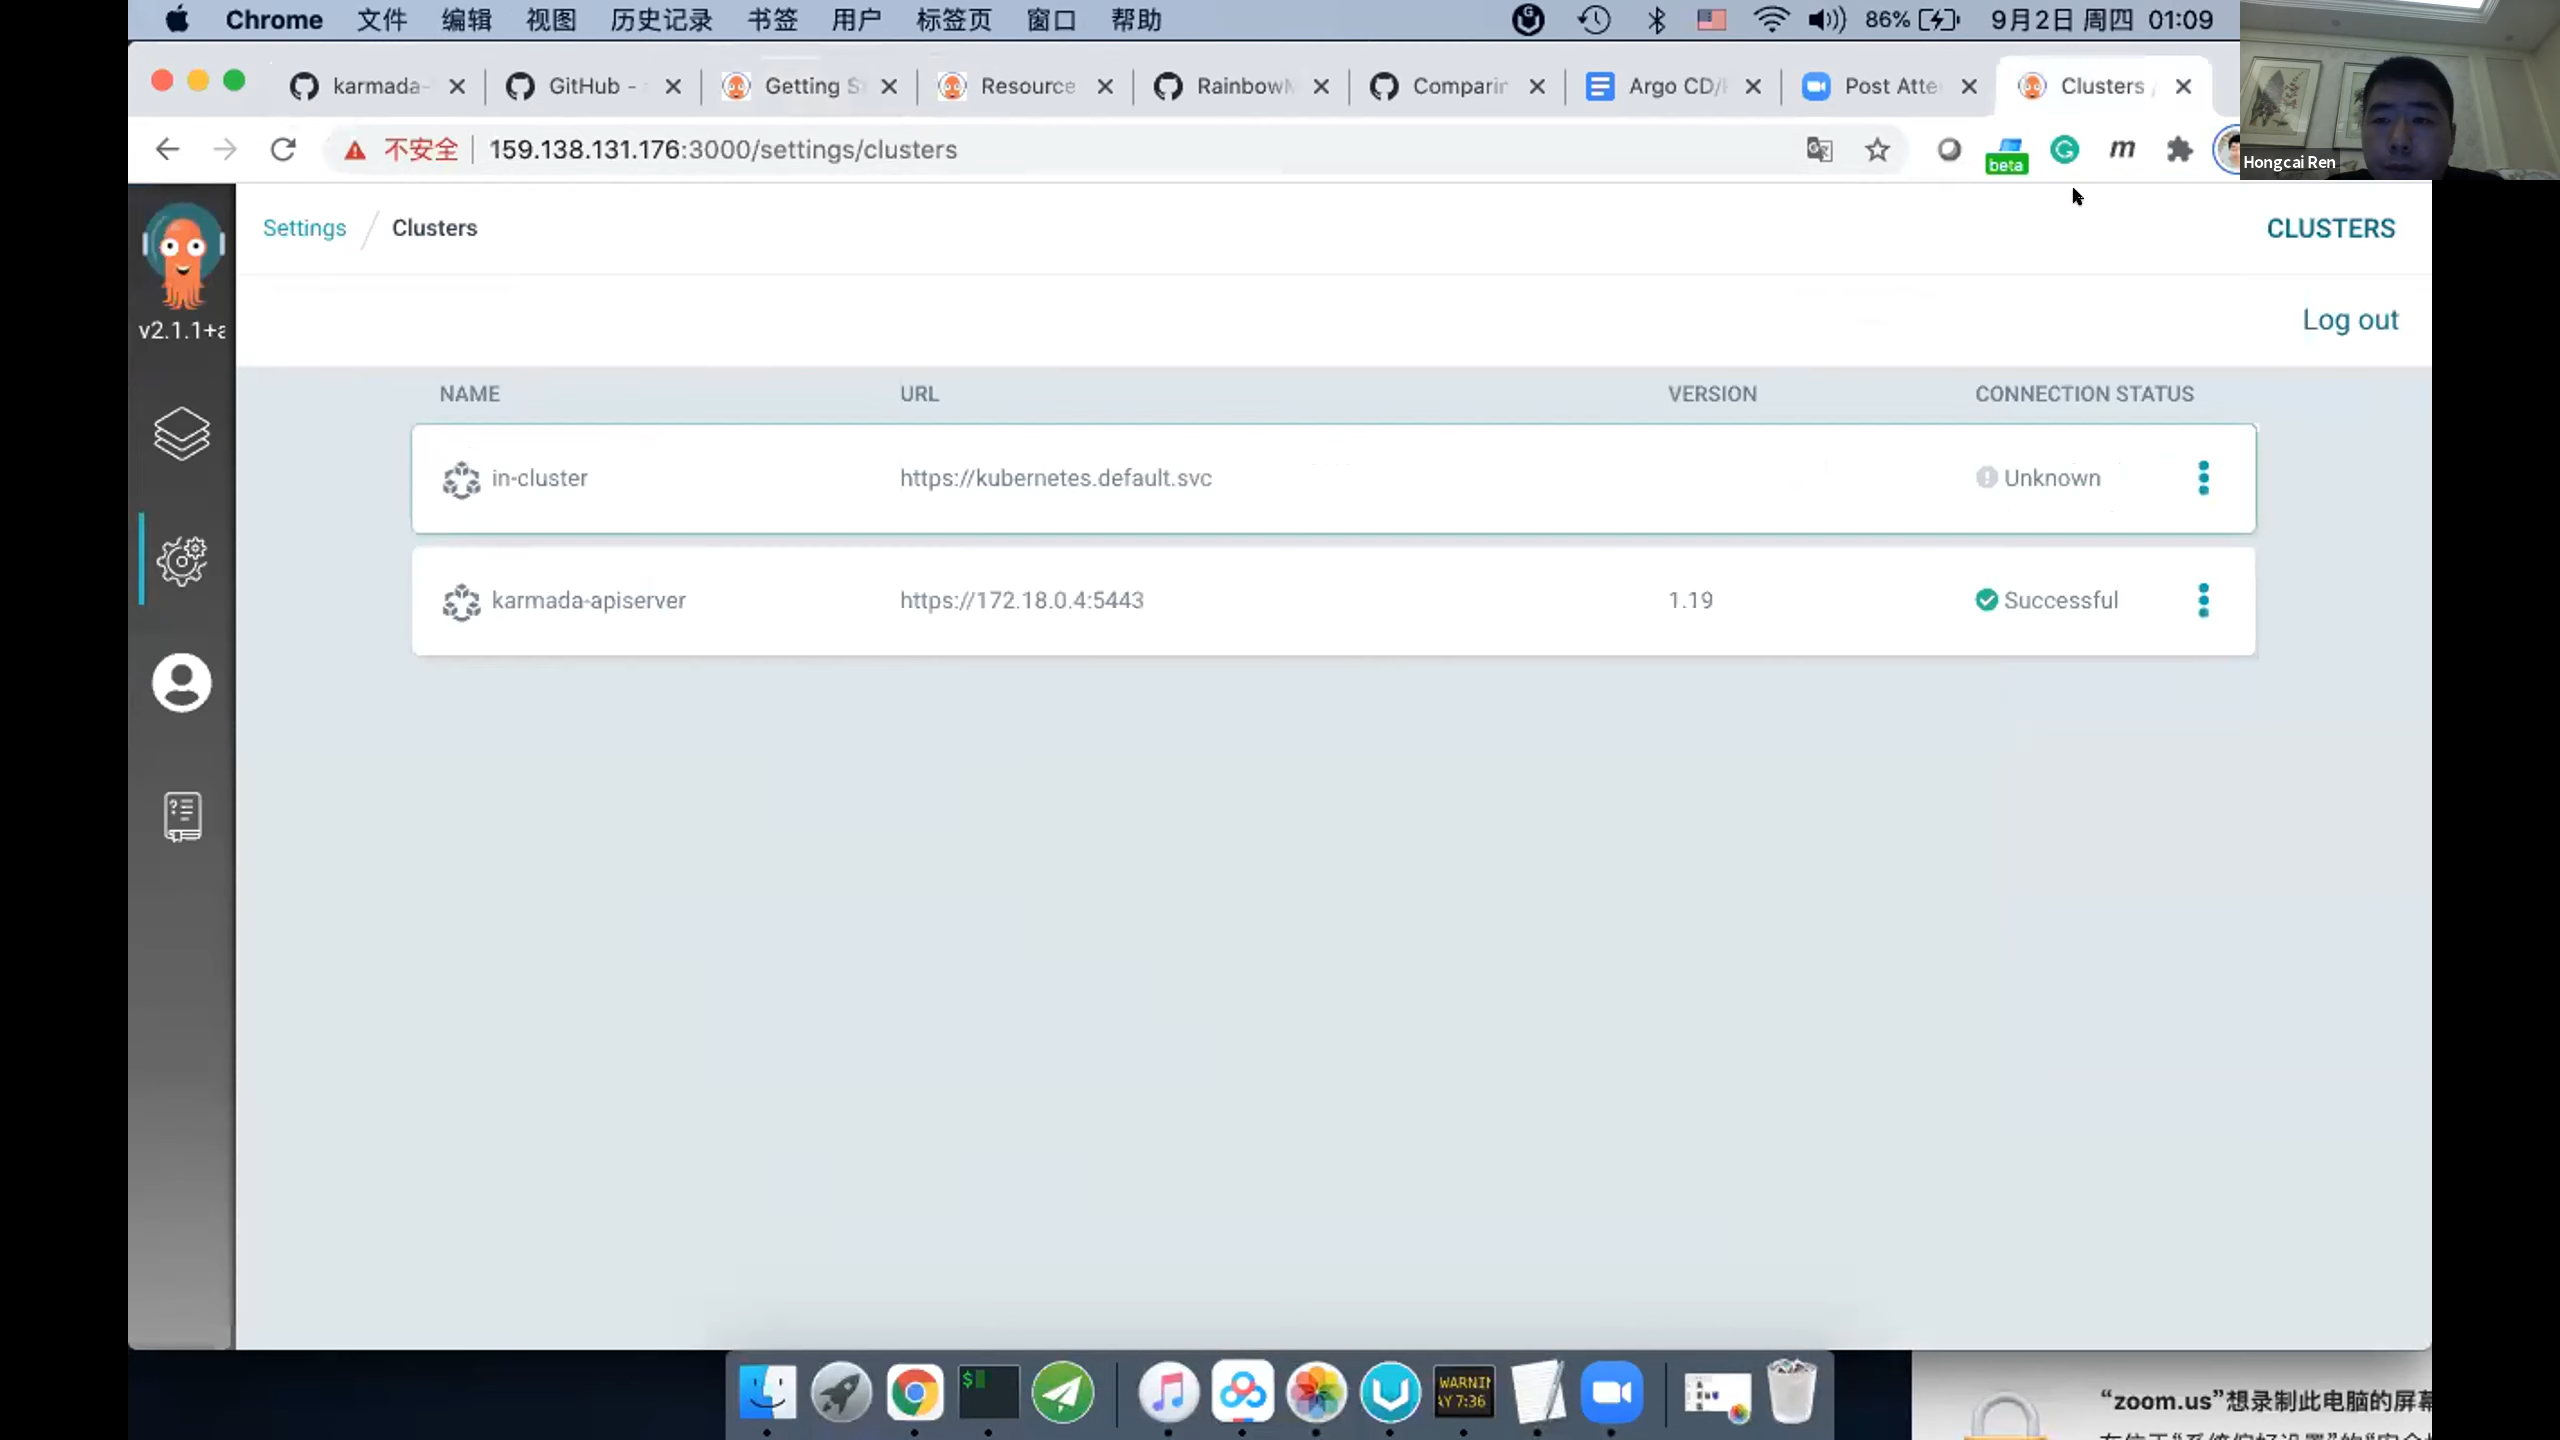 Chrome 文件 编辑 视图 历史记录 书签 用户 标签页 窗口 帮助 86% 9月2日 周四 01:09
karmada- GitHub - Getting S Resource Comparin Argo CD/ Post Atte Clusters
不安全 159.138.131.176:3000/settings/clusters
beta
Hongcai Ren
Settings / Clusters CLUSTERS
v2.1.1+a
Log out
NAME URL VERSION CONNECTION STATUS
in-cluster https://kubernetes.default.svc Unknown
karmada-apiserver https://172.18.0.4:5443 1.19 Successful
WARNI
AY 7:36
“zoom.us”想录制此电脑的屏幕